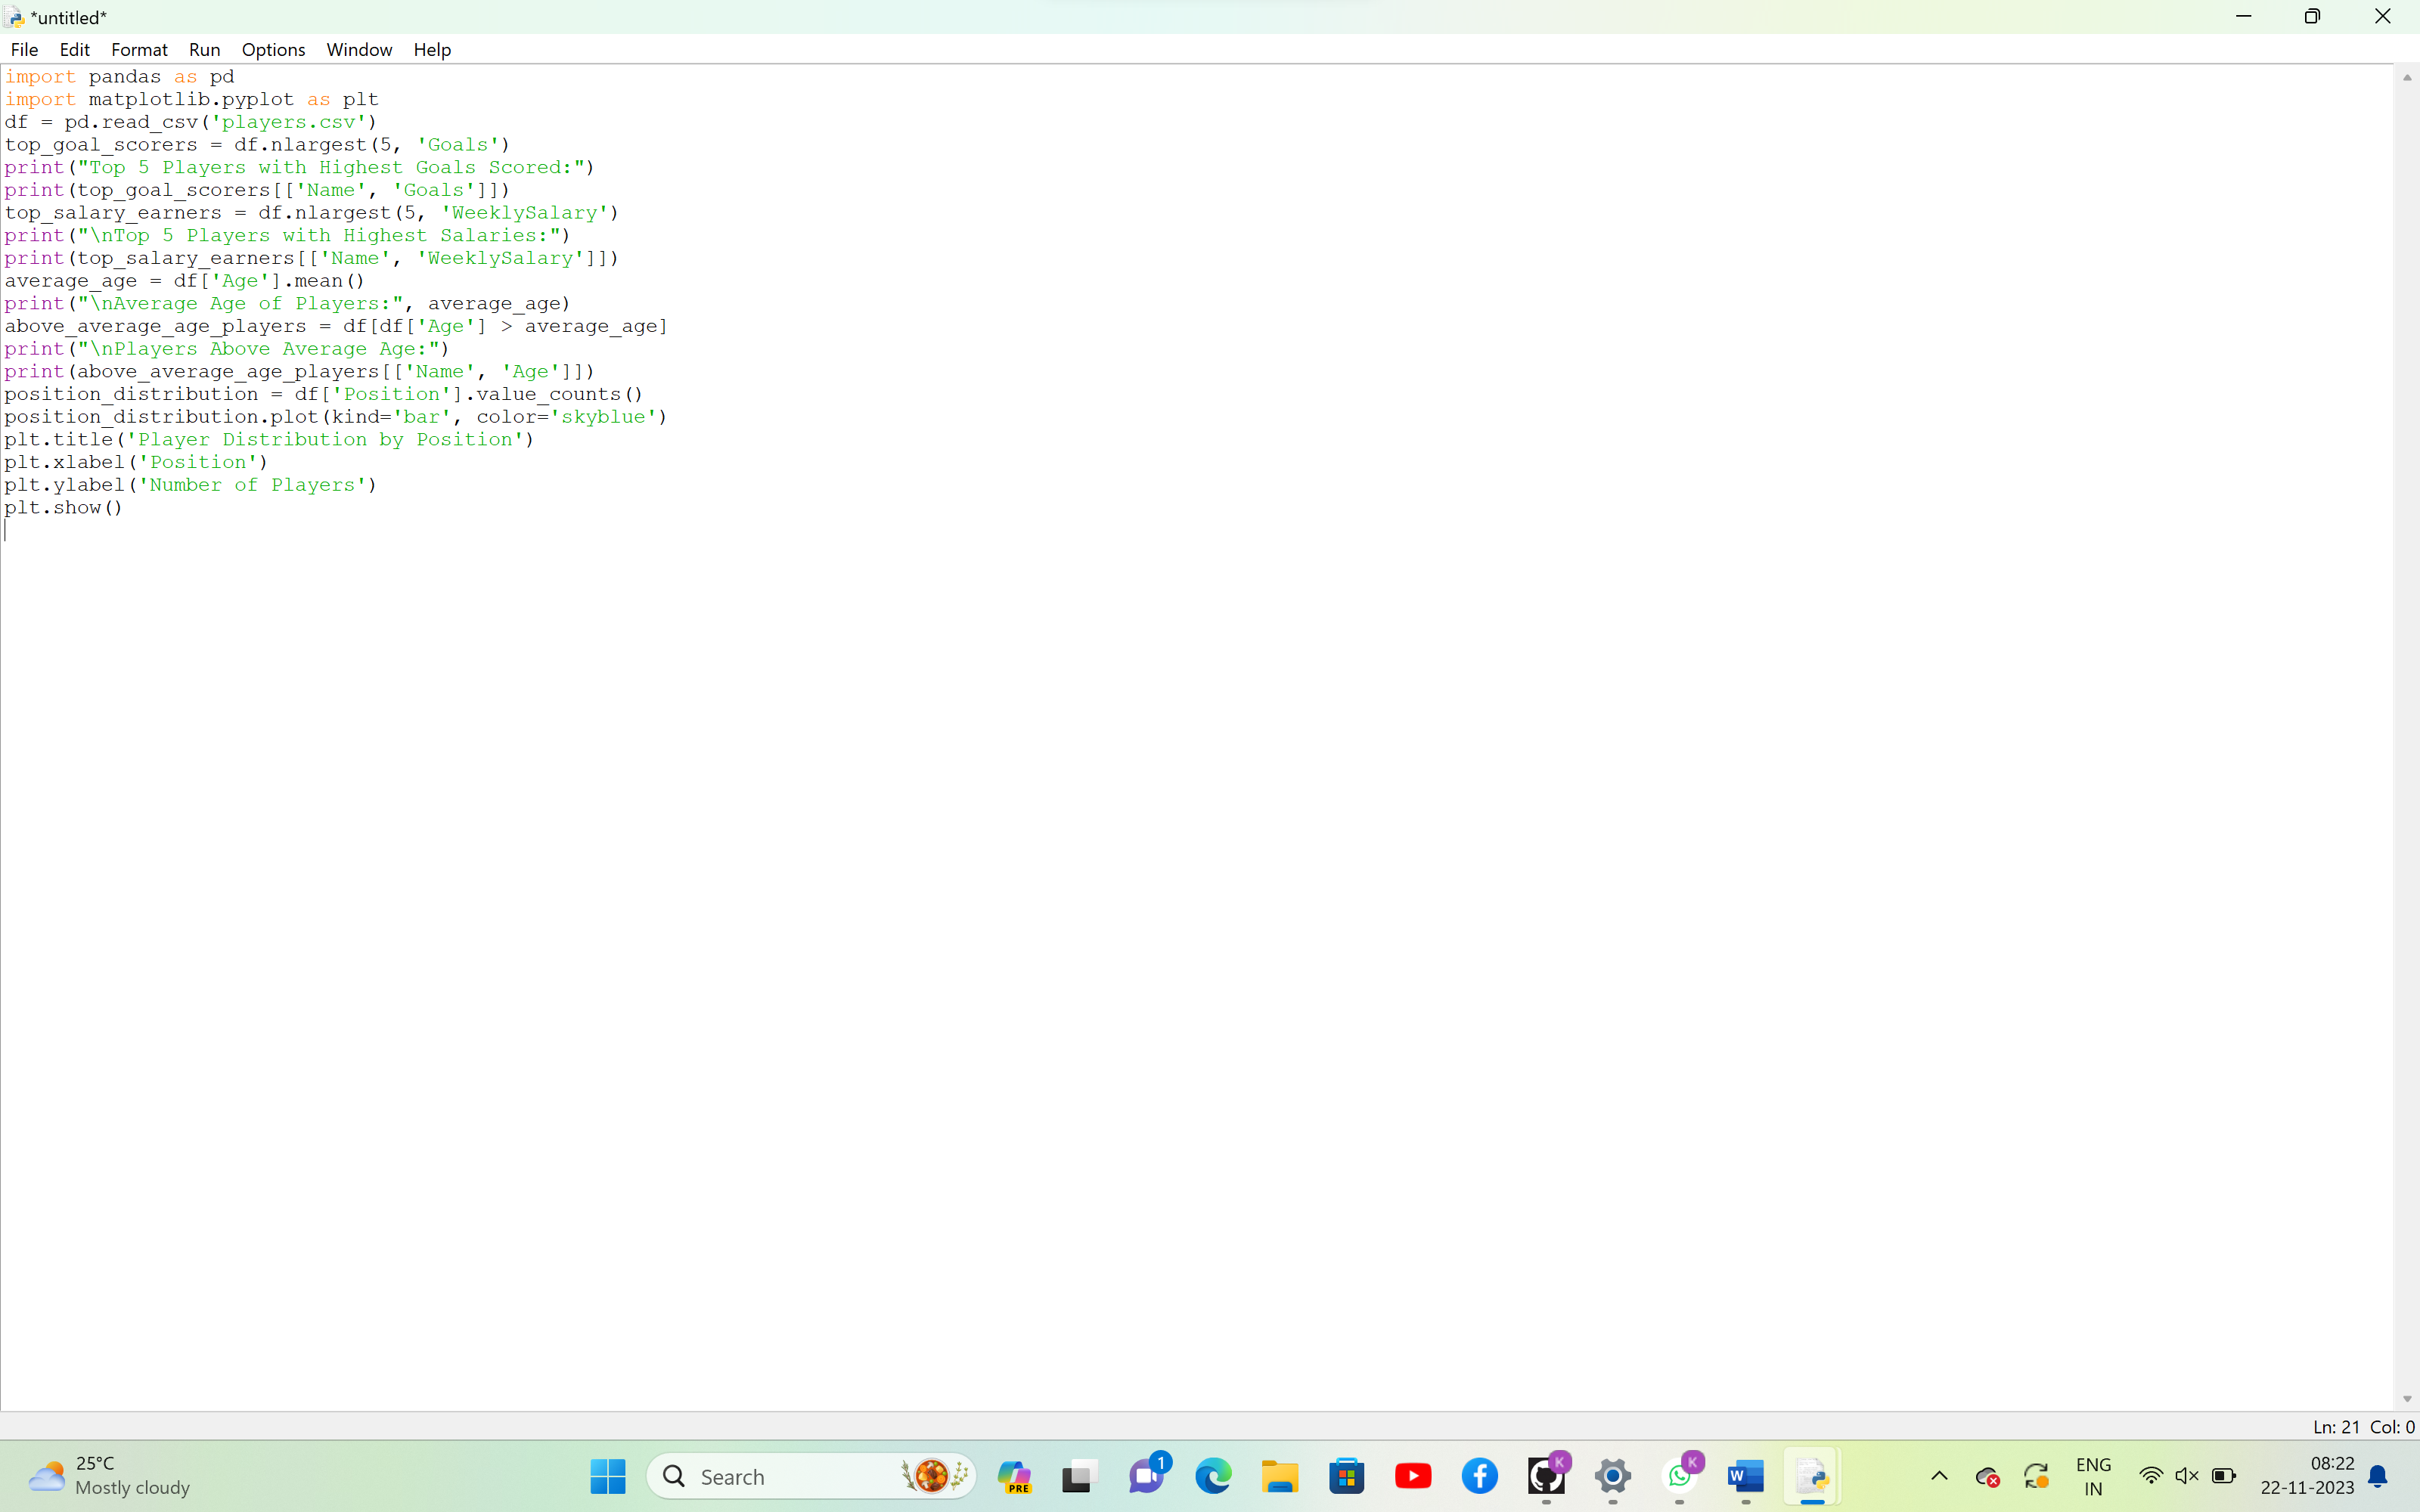 *untitled*
File Edit Format Run Options Window Help
import pandas as pd
import matplotlib.pyplot as plt
df = pd.read_csv('players.csv')
top_goal_scorers = df.nlargest(5, 'Goals')
print("Top 5 Players with Highest Goals Scored:")
print(top_goal_scorers[['Name', 'Goals']])
top_salary_earners = df.nlargest(5, 'WeeklySalary')
print("\nTop 5 Players with Highest Salaries:")
print(top_salary_earners[['Name', 'WeeklySalary']])
average_age = df['Age'].mean()
print("\nAverage Age of Players:", average_age)
above_average_age_players = df[df['Age'] > average_age]
print("\nPlayers Above Average Age:")
print(above_average_age_players[['Name', 'Age']])
position_distribution = df['Position'].value_counts()
position_distribution.plot(kind='bar', color='skyblue')
plt.title('Player Distribution by Position')
plt.xlabel('Position')
plt.ylabel('Number of Players')
plt.show()
Ln: 21 Col: 0
25°C
Mostly cloudy
Search
PRE
1
K
K
W
ENG
IN
08:22
22-11-2023